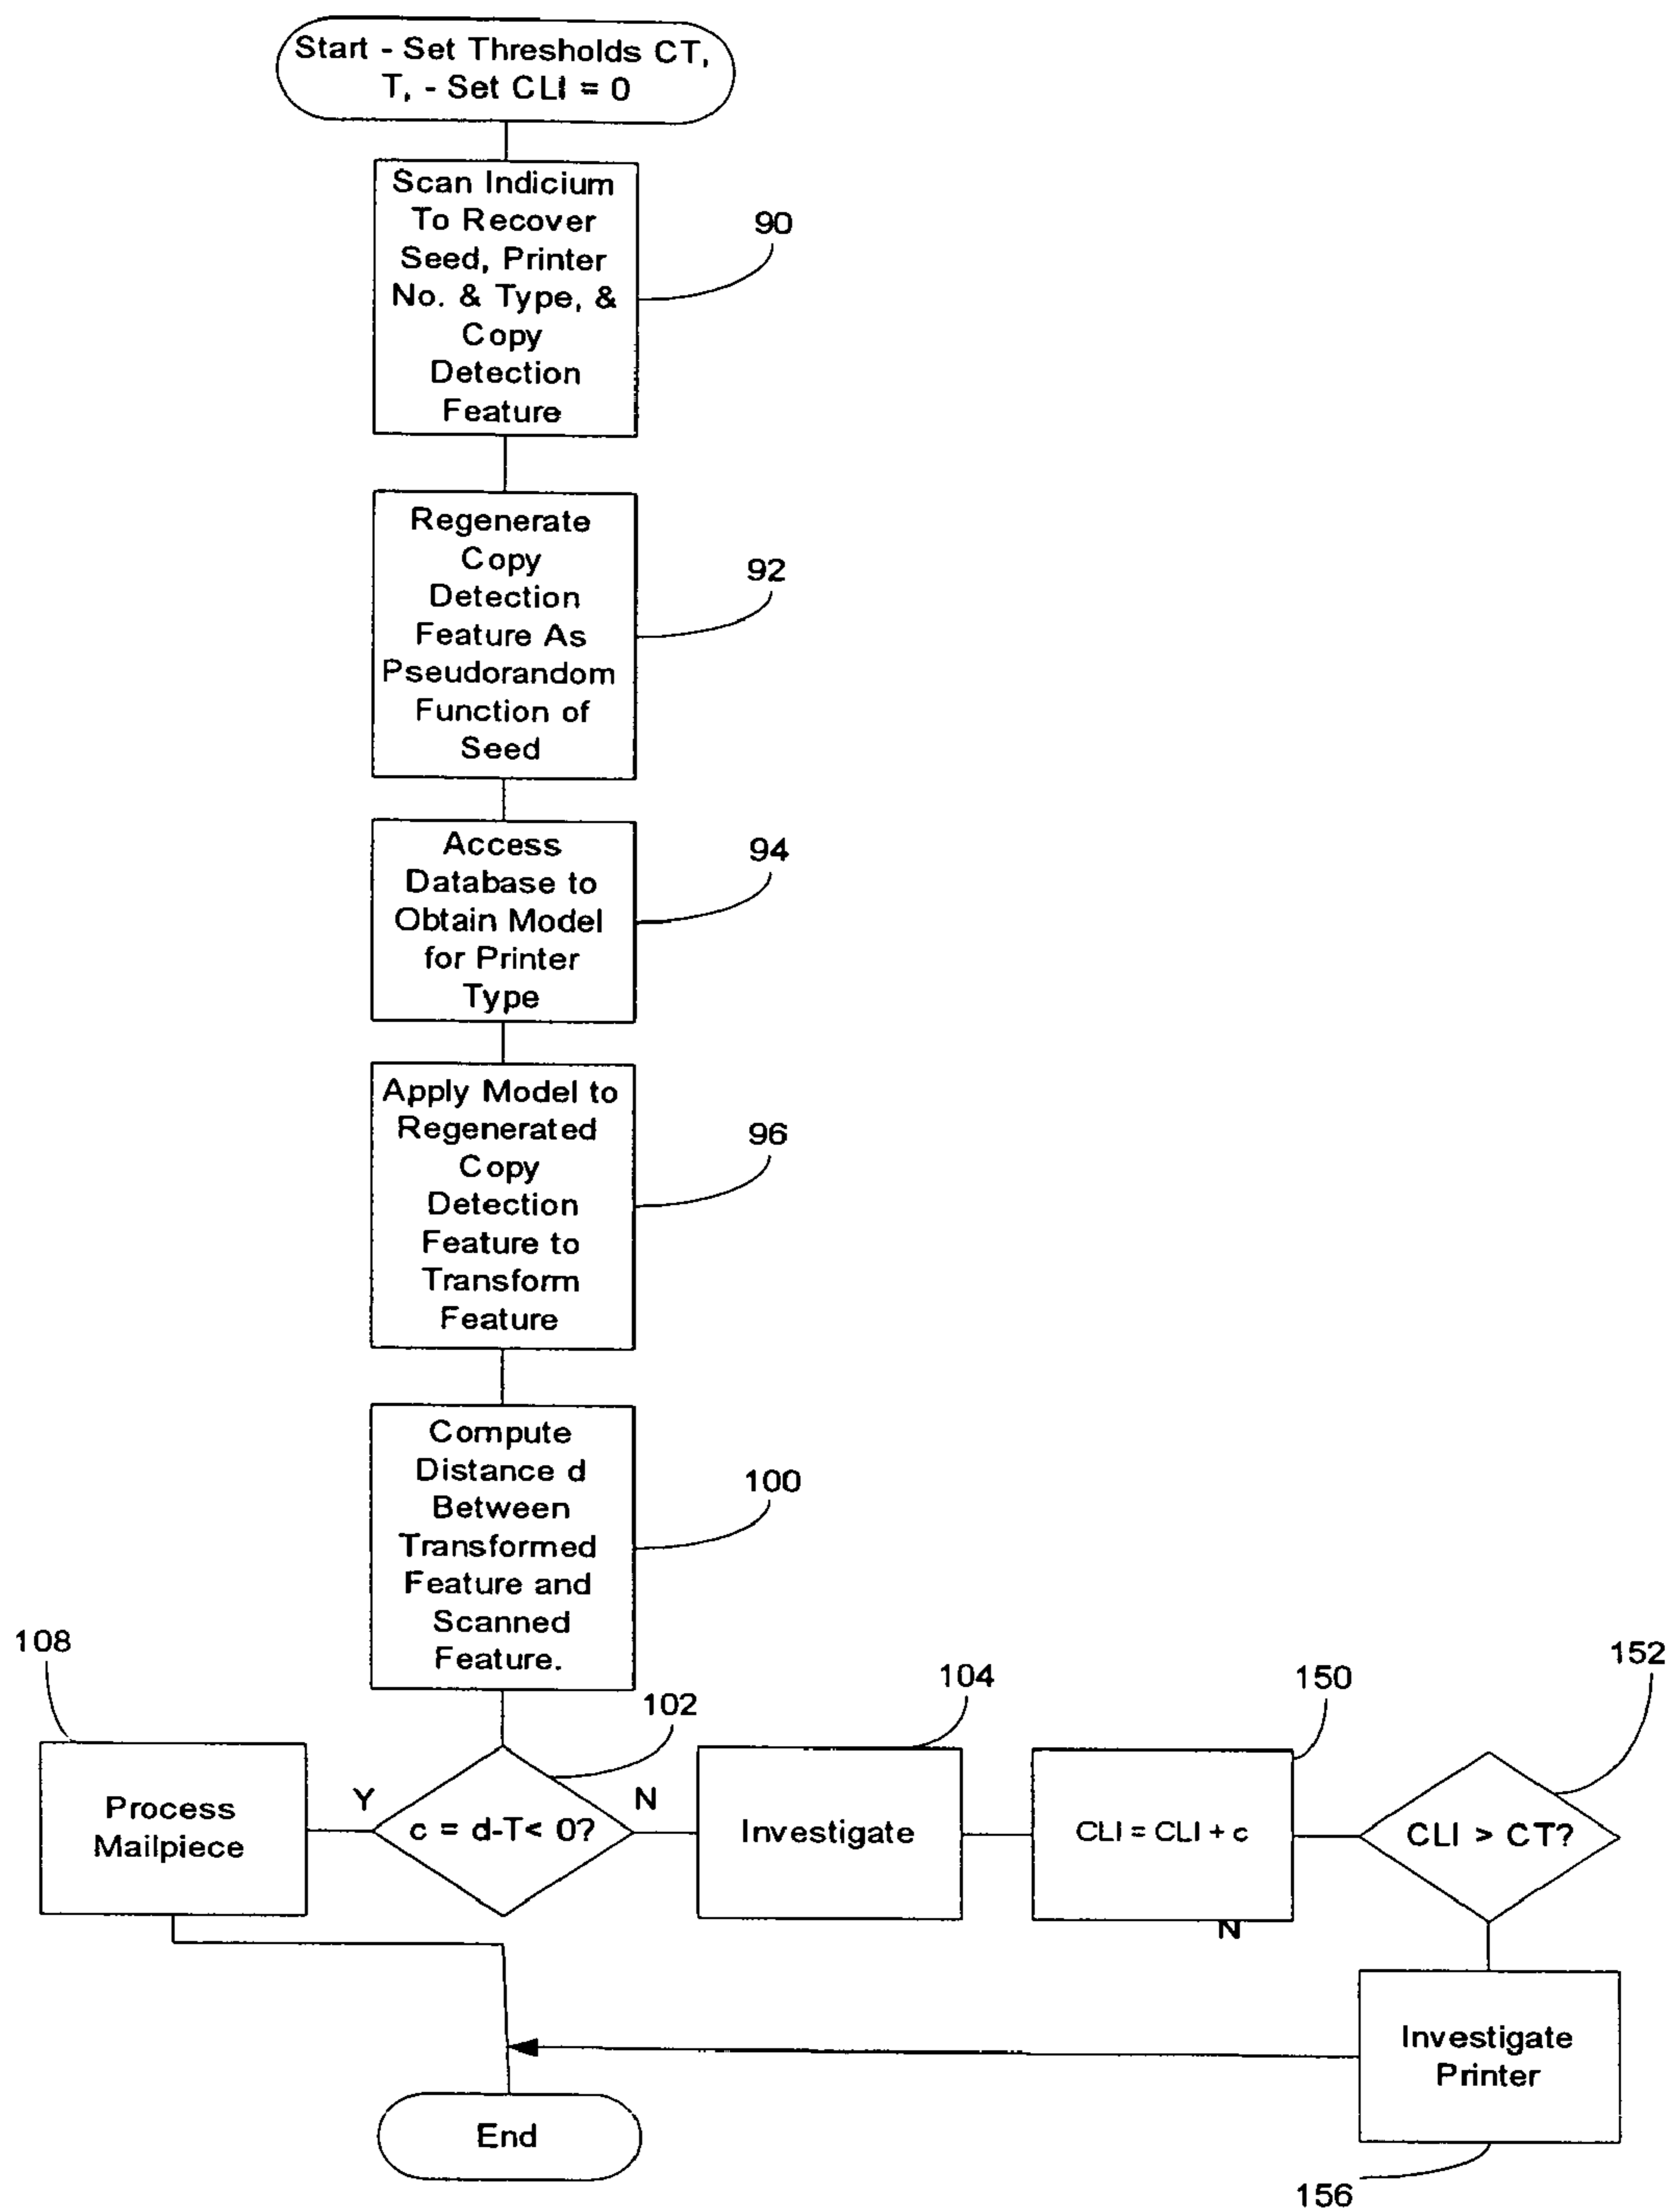 Start - Set Thresholds CT,
T, - Set CLI = 0
Scan Indicium
To Recover
Seed, Printer
No. & Type, &
Copy
Detection
Feature
90
Regenerate
Copy
Detection
Feature As
Pseudorandom
Function of
Seed
92
Access
Database to
Obtain Model
for Printer
Type
94
Apply Model to
Regenerated
Copy
Detection
Feature to
Transform
Feature
96
Compute
Distance d
Between
Transformed
Feature and
Scanned
Feature.
100
108
102
104
150
152
Process
Mailpiece
Y
c = d-T< 0?
N
Investigate
CLI = CLI + c
CLI > CT?
N
Investigate
Printer
End
156